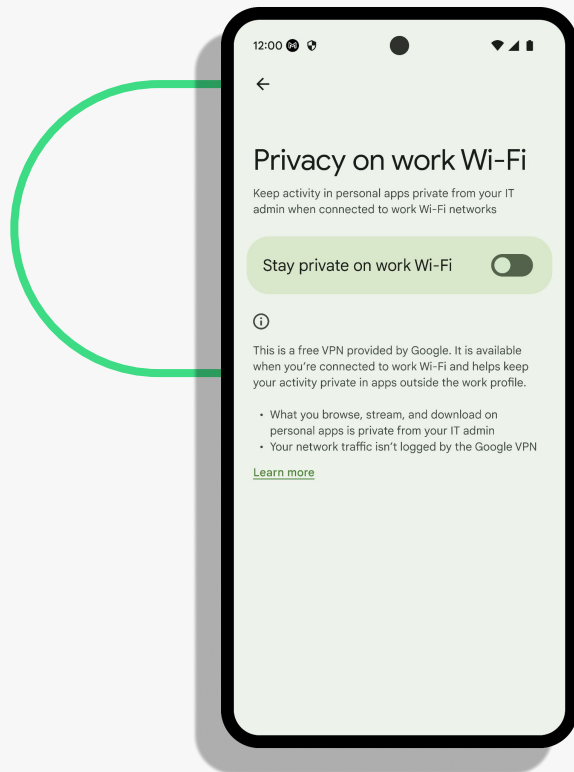 12:00
Privacy on work Wi-Fi
Keep activity in personal apps private from your IT
admin when connected to work Wi-Fi networks
Stay private on work Wi-Fi
This is a free VPN provided by Google. It is available
when you're connected to work Wi-Fi and helps keep
your activity private in apps outside the work profile.
• What you browse, stream, and download on
personal apps is private from your IT admin
• Your network traffic isn't logged by the Google VPN
Learn more